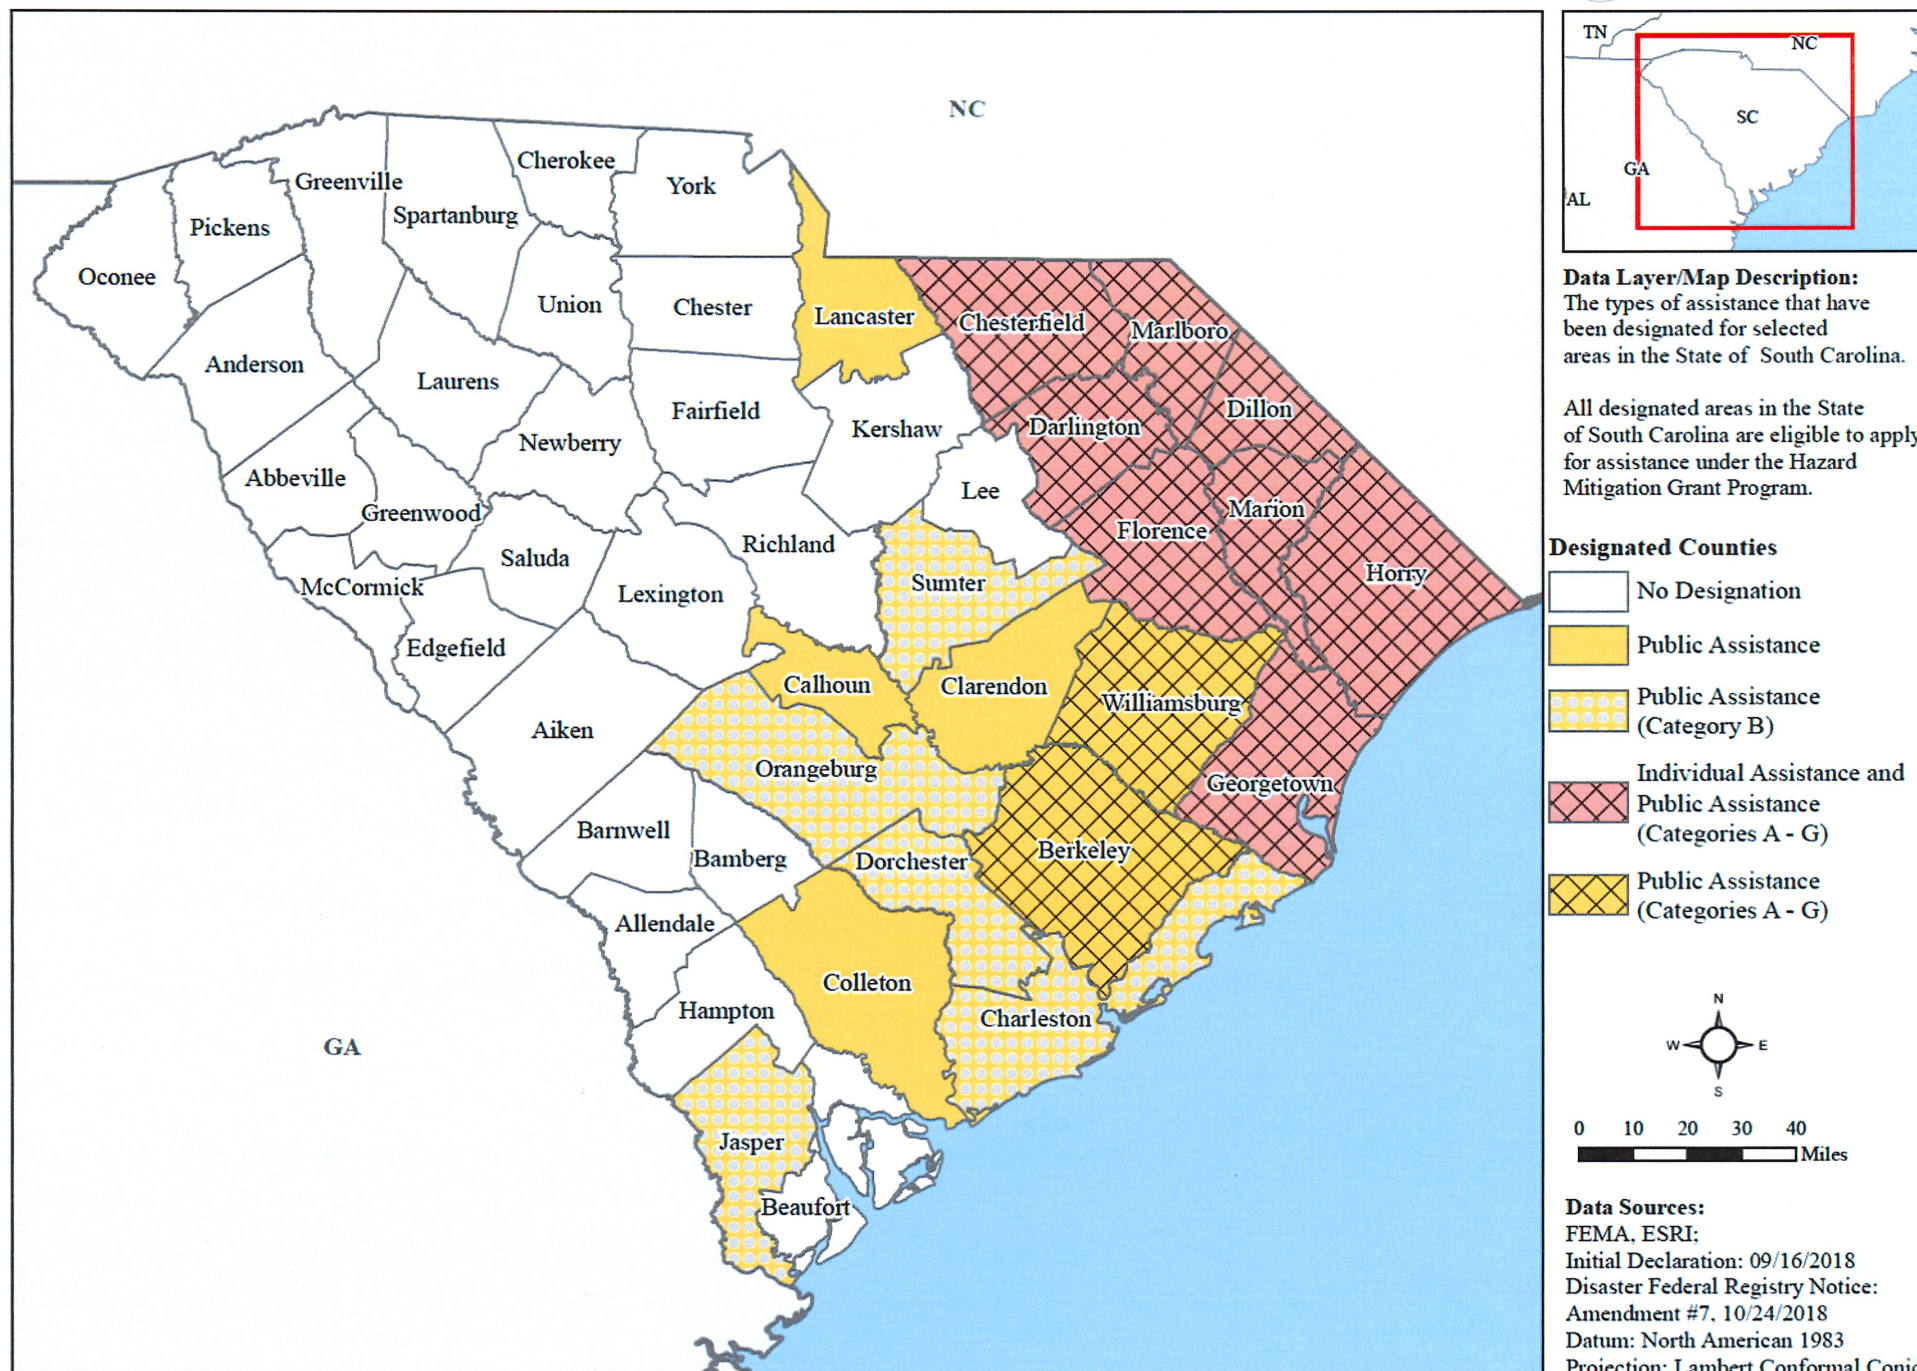 NC
Cherokee
York
Greenville
Spartanburg
Pickens
Oconee
Union
Chester
Lancaster
Chesterfield
Marlboro
Anderson
Laurens
Fairfield
Kershaw
Darlington
Dillon
Newberry
Abbeville
Greenwood
Lee
Marion
Florence
Richland
Saluda
McCormick
Lexington
Sumter
Horry
Edgefield
Calhoun
Clarendon
Williamsburg
Aiken
Orangeburg
Georgetown
Barnwell
Bamberg
Dorchester
Berkeley
Allendale
Colleton
Hampton
Charleston
GA
Jasper
Beaufort
TN
NC
SC
GA
AL
Data Layer/Map Description:
The types of assistance that have
been designated for selected
areas in the State of South Carolina.
All designated areas in the State
of South Carolina are eligible to apply
for assistance under the Hazard
Mitigation Grant Program.
Designated Counties
No Designation
Public Assistance
Public Assistance
(Category B)
Individual Assistance and
Public Assistance
(Categories A - G)
Public Assistance
(Categories A - G)
N
W E
S
0 10 20 30 40
Miles
Data Sources:
FEMA, ESRI;
Initial Declaration: 09/16/2018
Disaster Federal Registry Notice:
Amendment #7, 10/24/2018
Datum: North American 1983
Projection: Lambert Conformal Conic